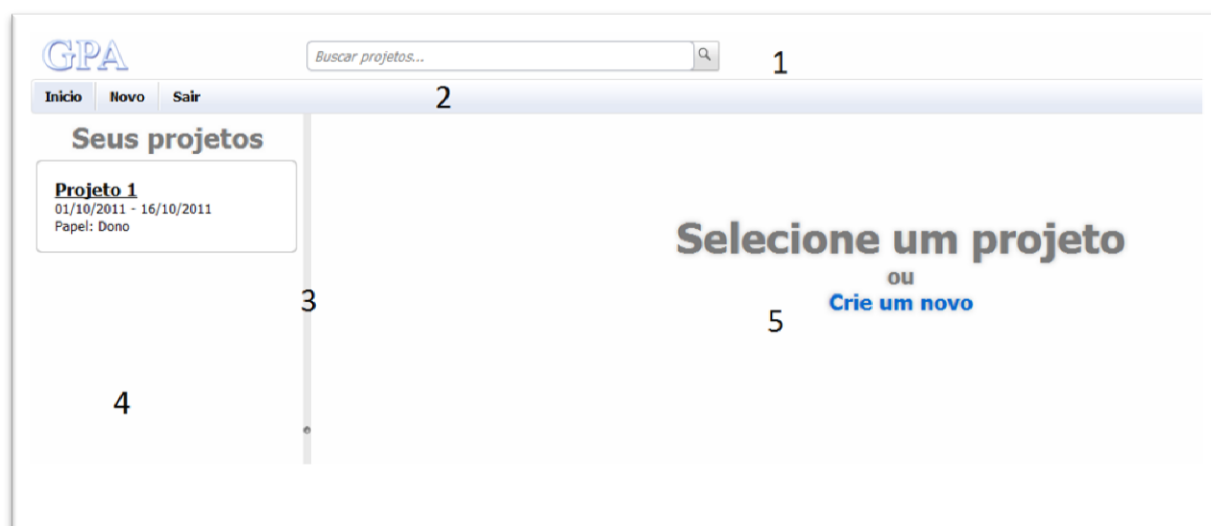 GPA
Buscar projetos...
1
Inicio Novo Sair
2
Seus projetos
Projeto 1
01/10/2011 - 16/10/2011
Papel: Dono
3
4
Selecione um projeto
ou
Crie um novo
5